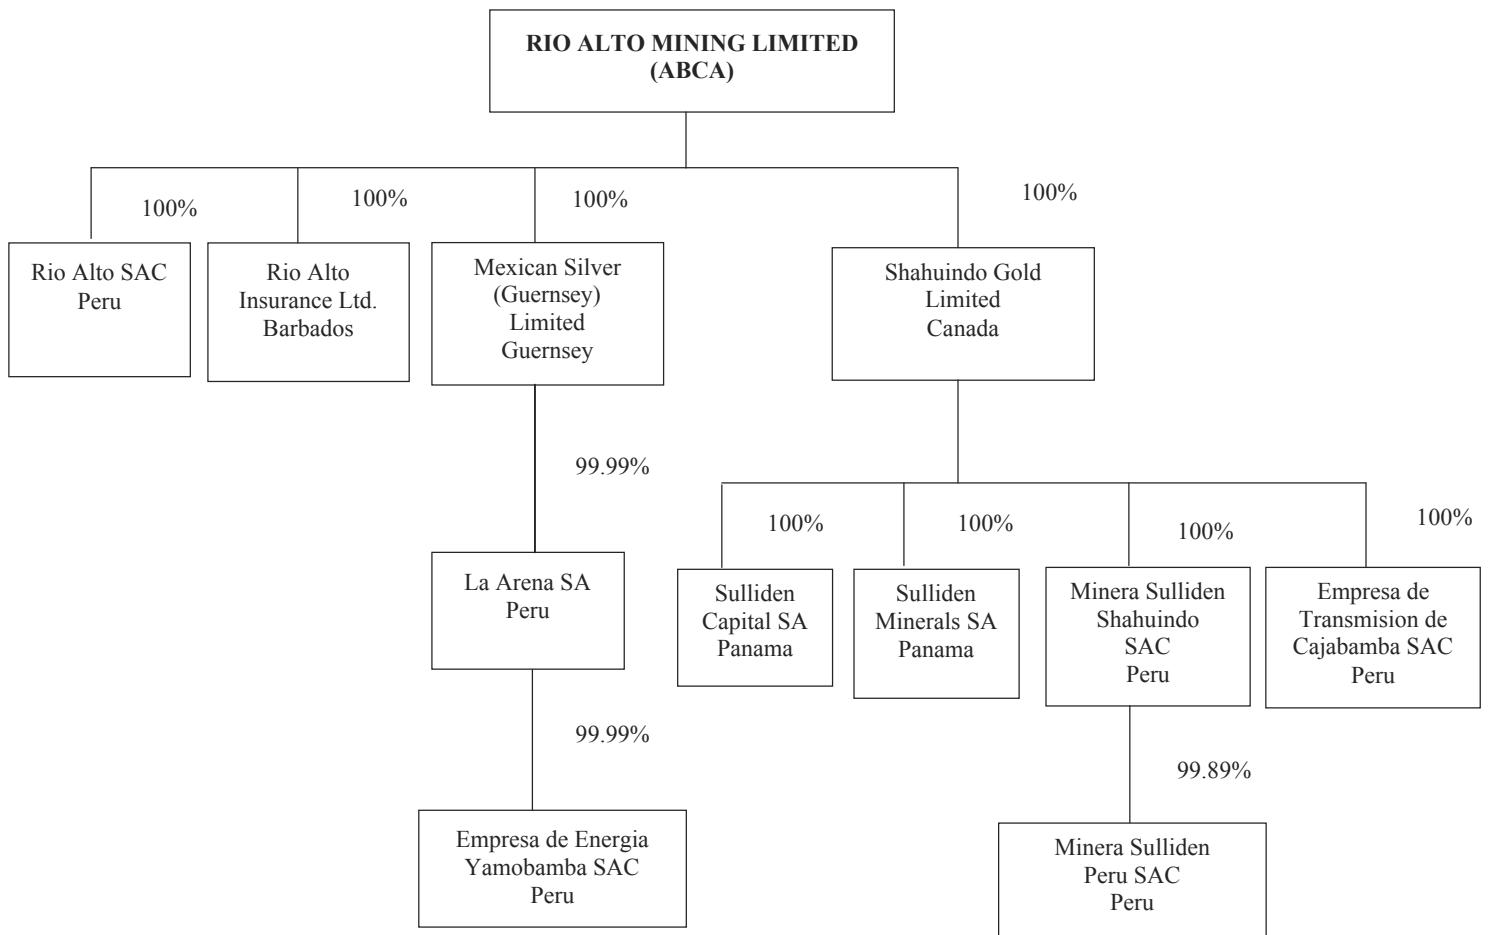 RIO ALTO MINING LIMITED
(ABCA)
100%
100%
100%
100%
Rio Alto SAC
Peru
Rio Alto
Insurance Ltd.
Barbados
Mexican Silver
(Guernsey)
Limited
Guernsey
Shahuindo Gold
Limited
Canada
99.99%
100%
100%
100%
100%
La Arena SA
Peru
Sulliden
Capital SA
Panama
Sulliden
Minerals SA
Panama
Minera Sulliden
Shahuindo
SAC
Peru
Empresa de
Transmision de
Cajabamba SAC
Peru
99.99%
99.89%
Empresa de Energia
Yamobamba SAC
Peru
Minera Sulliden
Peru SAC
Peru